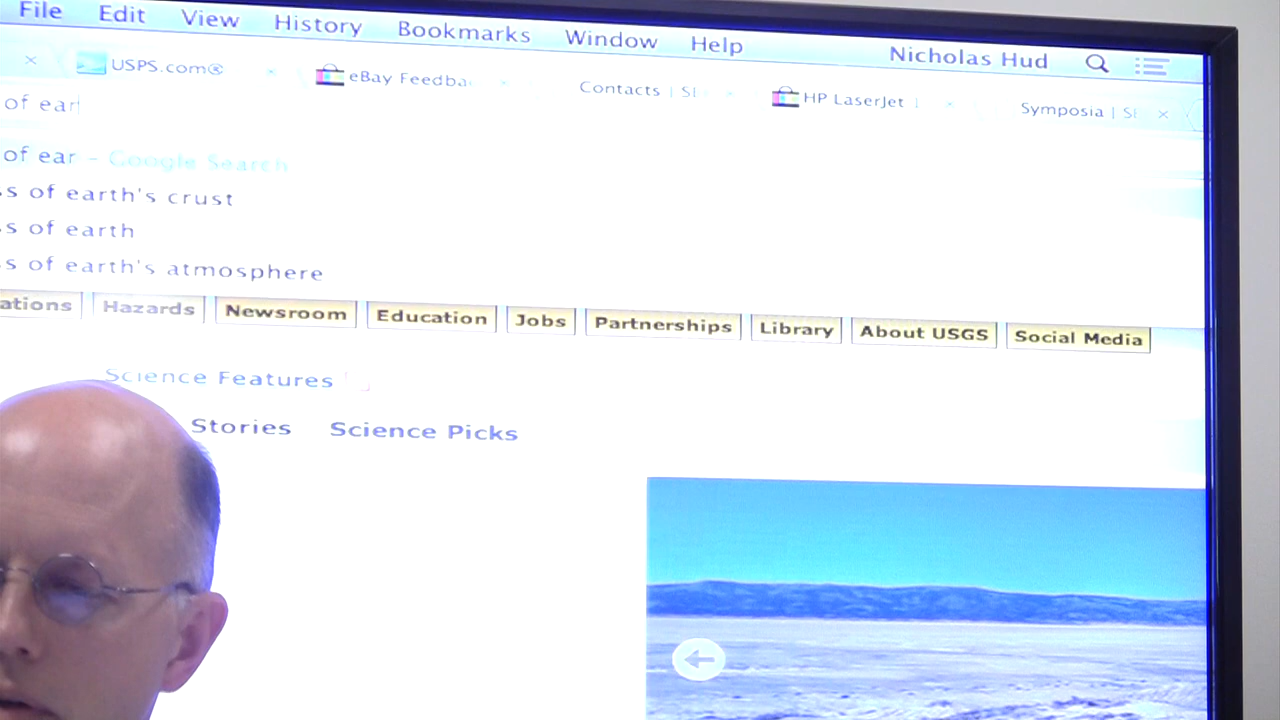 File Edit View History Bookmarks Window Help Nicholas Hud
USPS.com® eBay Feedba Contacts | SI HP LaserJet Symposia | SI
of ear
of ear – Google Search
s of earth's crust
s of earth
s of earth's atmosphere
ations Hazards Newsroom Education Jobs Partnerships Library About USGS Social Media
Science Features
Stories Science Picks